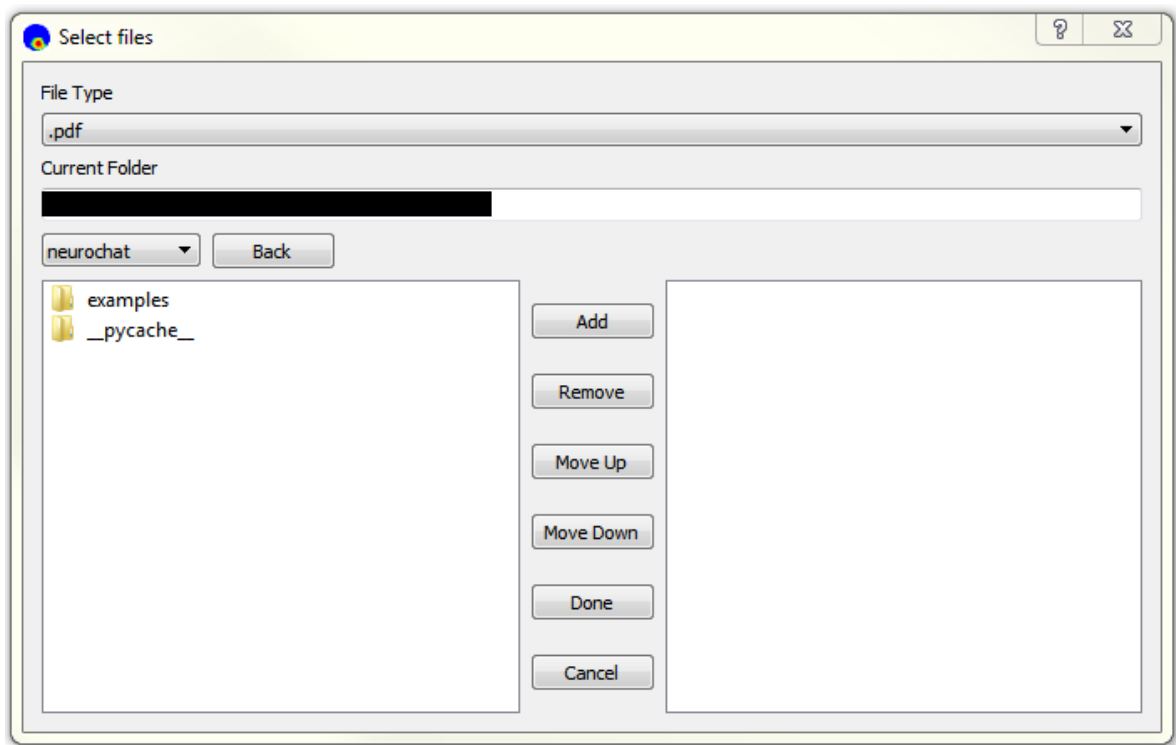 Select files
File Type
.pdf
Current Folder
neurochat Back
examples
__pycache__
Add
Remove
Move Up
Move Down
Done
Cancel